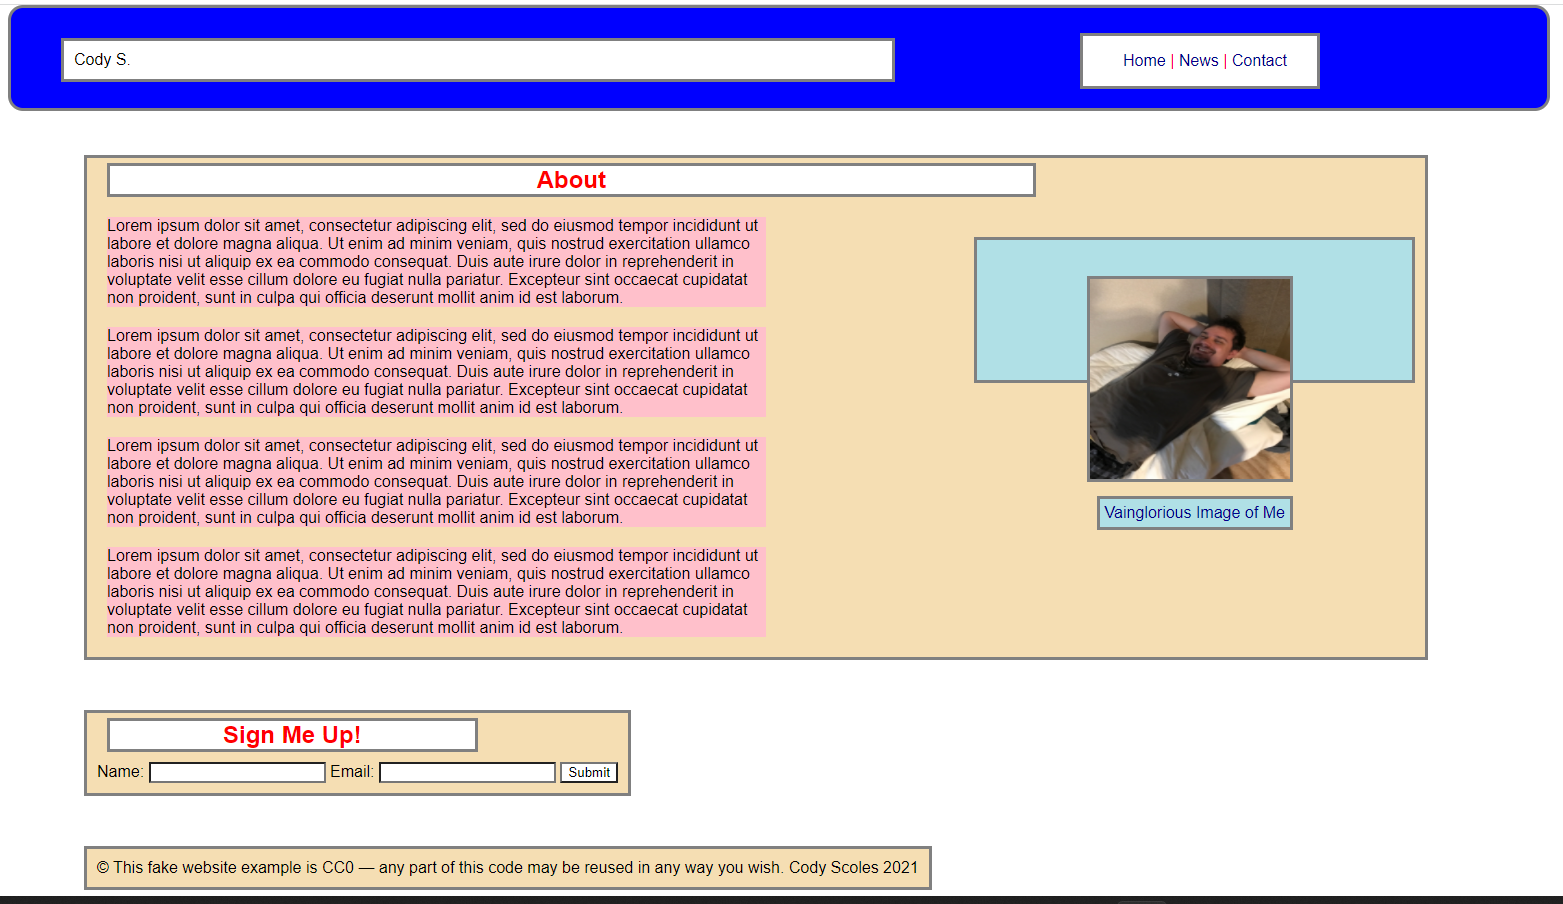 Cody S.
Home | News | Contact
About
Lorem ipsum dolor sit amet, consectetur adipiscing elit, sed do eiusmod tempor incididunt ut
labore et dolore magna aliqua. Ut enim ad minim veniam, quis nostrud exercitation ullamco
laboris nisi ut aliquip ex ea commodo consequat. Duis aute irure dolor in reprehenderit in
voluptate velit esse cillum dolore eu fugiat nulla pariatur. Excepteur sint occaecat cupidatat
non proident, sunt in culpa qui officia deserunt mollit anim id est laborum.
Lorem ipsum dolor sit amet, consectetur adipiscing elit, sed do eiusmod tempor incididunt ut
labore et dolore magna aliqua. Ut enim ad minim veniam, quis nostrud exercitation ullamco
laboris nisi ut aliquip ex ea commodo consequat. Duis aute irure dolor in reprehenderit in
voluptate velit esse cillum dolore eu fugiat nulla pariatur. Excepteur sint occaecat cupidatat
non proident, sunt in culpa qui officia deserunt mollit anim id est laborum.
Lorem ipsum dolor sit amet, consectetur adipiscing elit, sed do eiusmod tempor incididunt ut
labore et dolore magna aliqua. Ut enim ad minim veniam, quis nostrud exercitation ullamco
laboris nisi ut aliquip ex ea commodo consequat. Duis aute irure dolor in reprehenderit in
voluptate velit esse cillum dolore eu fugiat nulla pariatur. Excepteur sint occaecat cupidatat
non proident, sunt in culpa qui officia deserunt mollit anim id est laborum.
Lorem ipsum dolor sit amet, consectetur adipiscing elit, sed do eiusmod tempor incididunt ut
labore et dolore magna aliqua. Ut enim ad minim veniam, quis nostrud exercitation ullamco
laboris nisi ut aliquip ex ea commodo consequat. Duis aute irure dolor in reprehenderit in
voluptate velit esse cillum dolore eu fugiat nulla pariatur. Excepteur sint occaecat cupidatat
non proident, sunt in culpa qui officia deserunt mollit anim id est laborum.
Vainglorious Image of Me
Sign Me Up!
Name: Email: Submit
© This fake website example is CC0 — any part of this code may be reused in any way you wish. Cody Scoles 2021